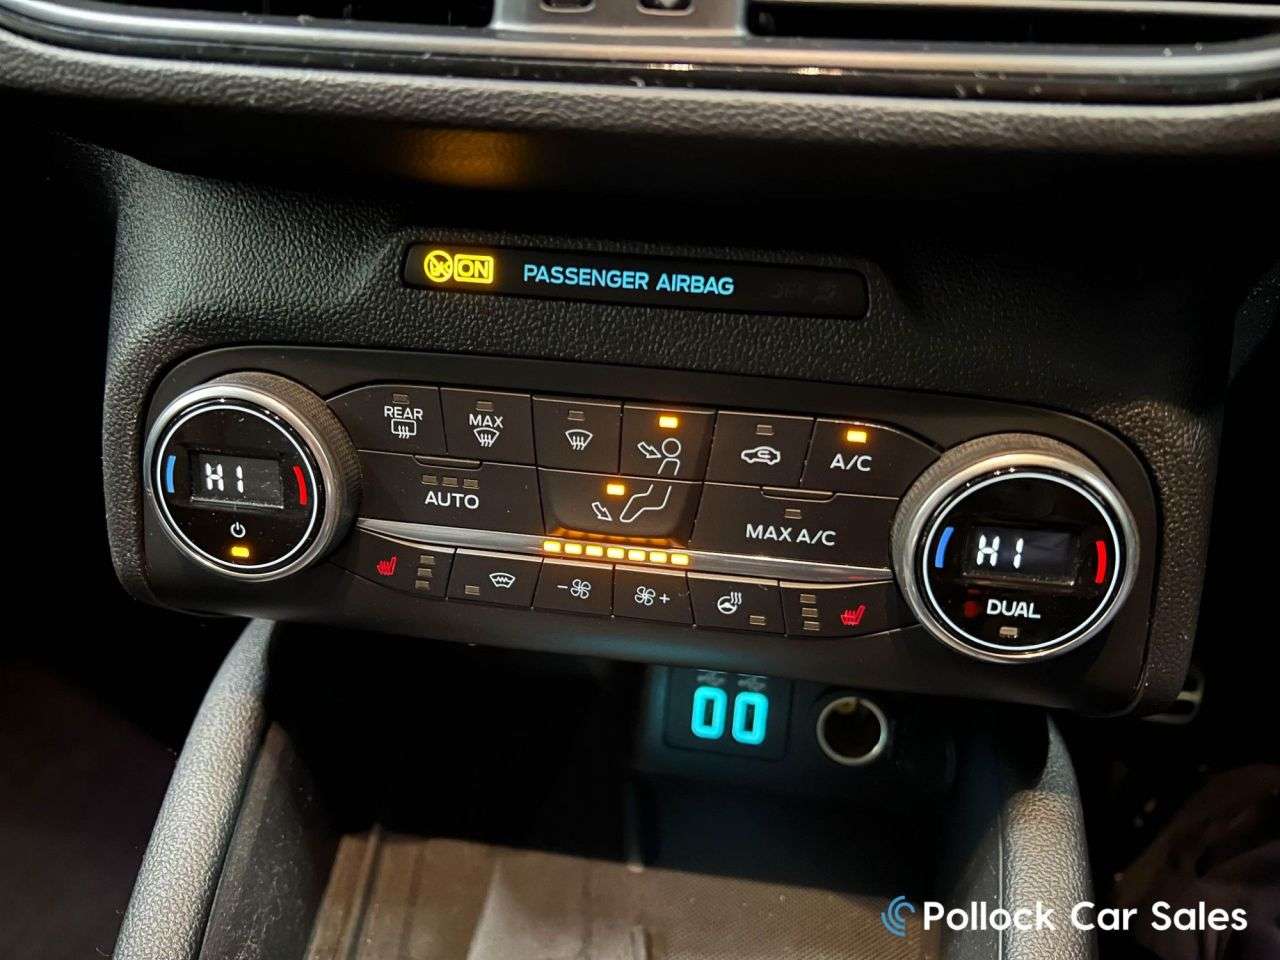 ON PASSENGER AIRBAG
REAR
MAX
A/C
HI
AUTO
MAX A/C
HI
DUAL
- +
Pollock Car Sales